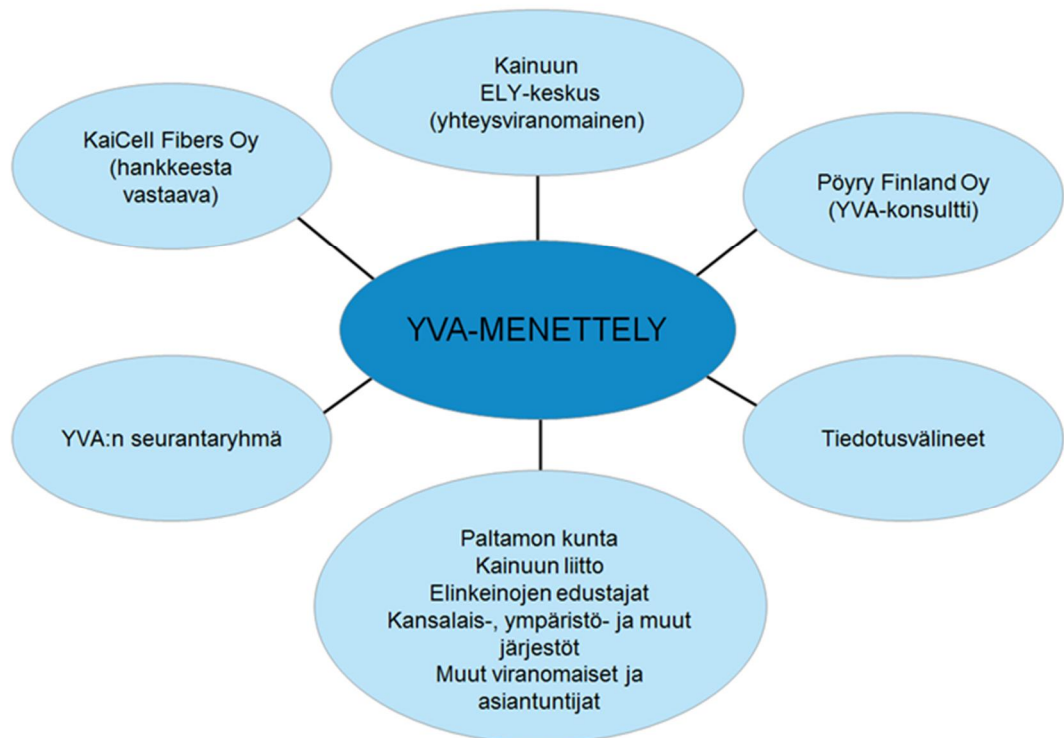 Kainuun
ELY-keskus
(yhteysviranomainen)
KaiCell Fibers Oy
(hankkeesta
vastaava)
Pöyry Finland Oy
(YVA-konsultti)
YVA-MENETTELY
YVA:n seurantaryhmä
Tiedotusvälineet
Paltamon kunta
Kainuun liitto
Elinkeinojen edustajat
Kansalais-, ympäristö- ja muut
järjestöt
Muut viranomaiset ja
asiantuntijat